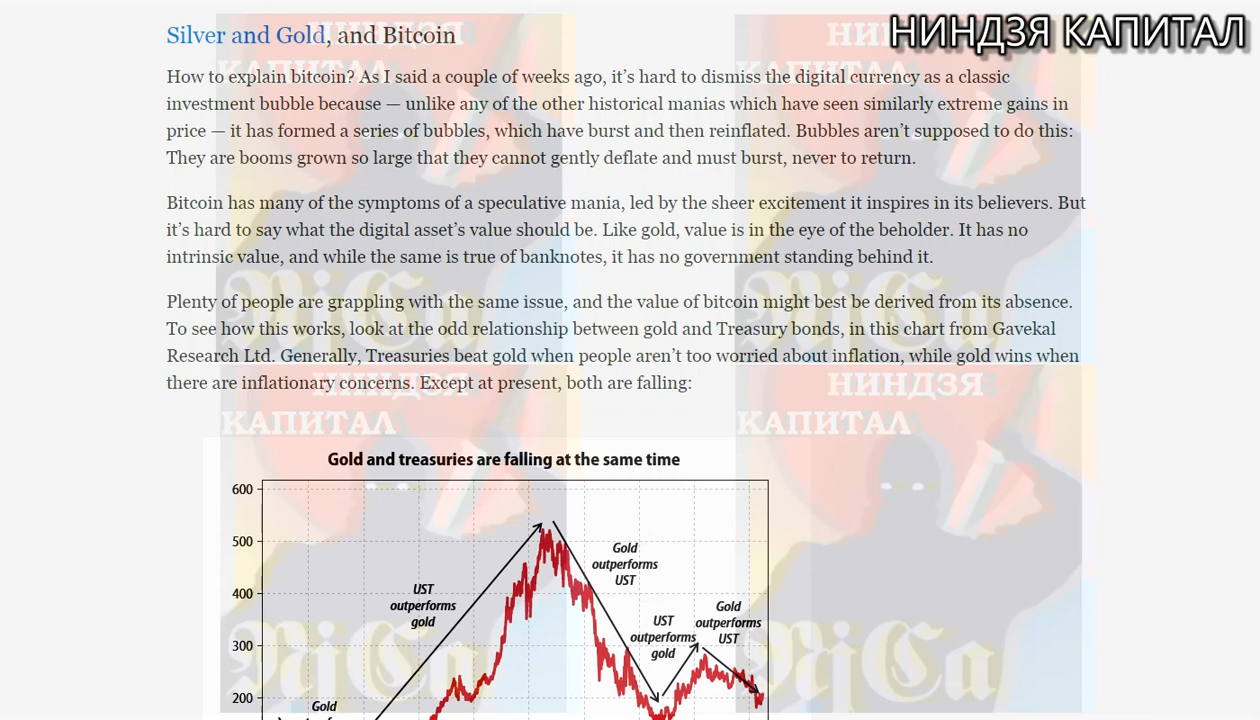 НИНДЗЯ КАПИТАЛ
Silver and Gold, and Bitcoin
How to explain bitcoin? As I said a couple of weeks ago, it’s hard to dismiss the digital currency as a classic
investment bubble because — unlike any of the other historical manias which have seen similarly extreme gains in
price — it has formed a series of bubbles, which have burst and then reinflated. Bubbles aren’t supposed to do this:
They are booms grown so large that they cannot gently deflate and must burst, never to return.
Bitcoin has many of the symptoms of a speculative mania, led by the sheer excitement it inspires in its believers. But
it’s hard to say what the digital asset’s value should be. Like gold, value is in the eye of the beholder. It has no
intrinsic value, and while the same is true of banknotes, it has no government standing behind it.
Plenty of people are grappling with the same issue, and the value of bitcoin might best be derived from its absence.
To see how this works, look at the odd relationship between gold and Treasury bonds, in this chart from Gavekal
Research Ltd. Generally, Treasuries beat gold when people aren’t too worried about inflation, while gold wins when
there are inflationary concerns. Except at present, both are falling:
НИНДЗЯ
КАПИТАЛ
NiCa
НИНДЗЯ
КАПИТАЛ
NiCa
НИНДЗЯ
КАПИТАЛ
НИНДЗЯ
КАПИТАЛ
Gold and treasuries are falling at the same time
600
500
400
300
200
UST
outperforms
gold
Gold
outperforms
UST
UST
outperforms
gold
Gold
outperforms
UST
Gold
NiCa
NiCa